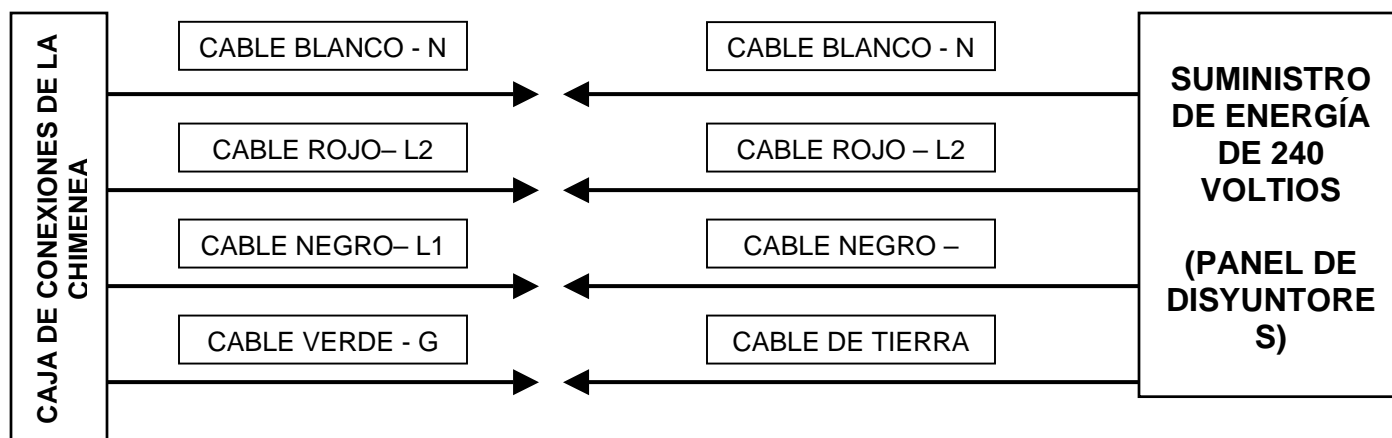 CAJA DE CONEXIONES DE LA
CHIMENEA
CABLE BLANCO - N
CABLE BLANCO - N
CABLE ROJO– L2
CABLE ROJO – L2
CABLE NEGRO– L1
CABLE NEGRO –
CABLE VERDE - G
CABLE DE TIERRA
SUMINISTRO
DE ENERGÍA
DE 240
VOLTIOS
(PANEL DE
DISYUNTORE
S)